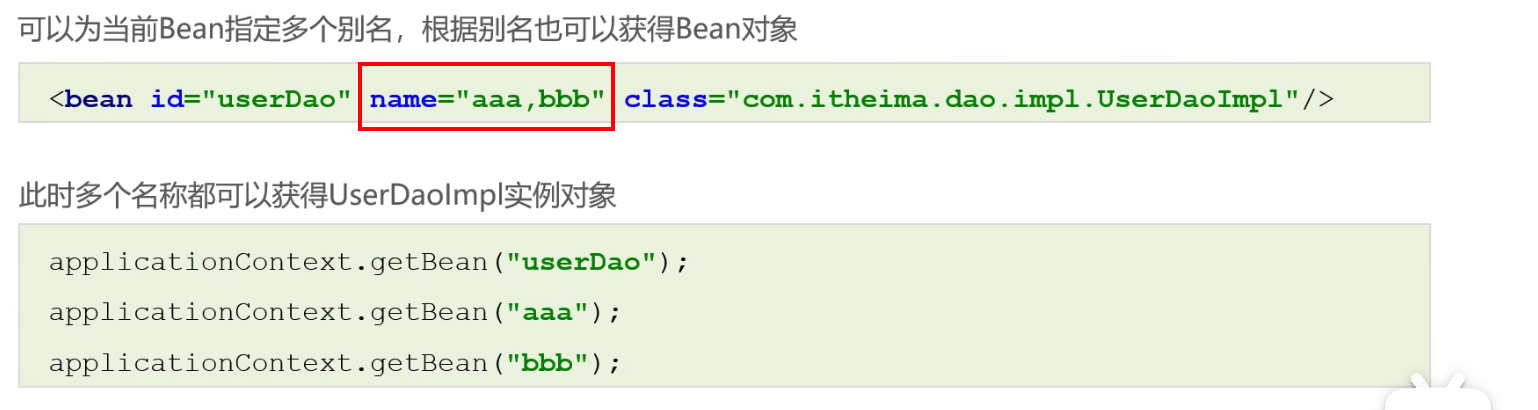 可以为当前Bean指定多个别名，根据别名也可以获得Bean对象
<bean id="userDao" name="aaa,bbb" class="com.itheima.dao.impl.UserDaoImpl"/>
此时多个名称都可以获得UserDaoImpl实例对象
applicationContext.getBean("userDao");
applicationContext.getBean("aaa");
applicationContext.getBean("bbb");